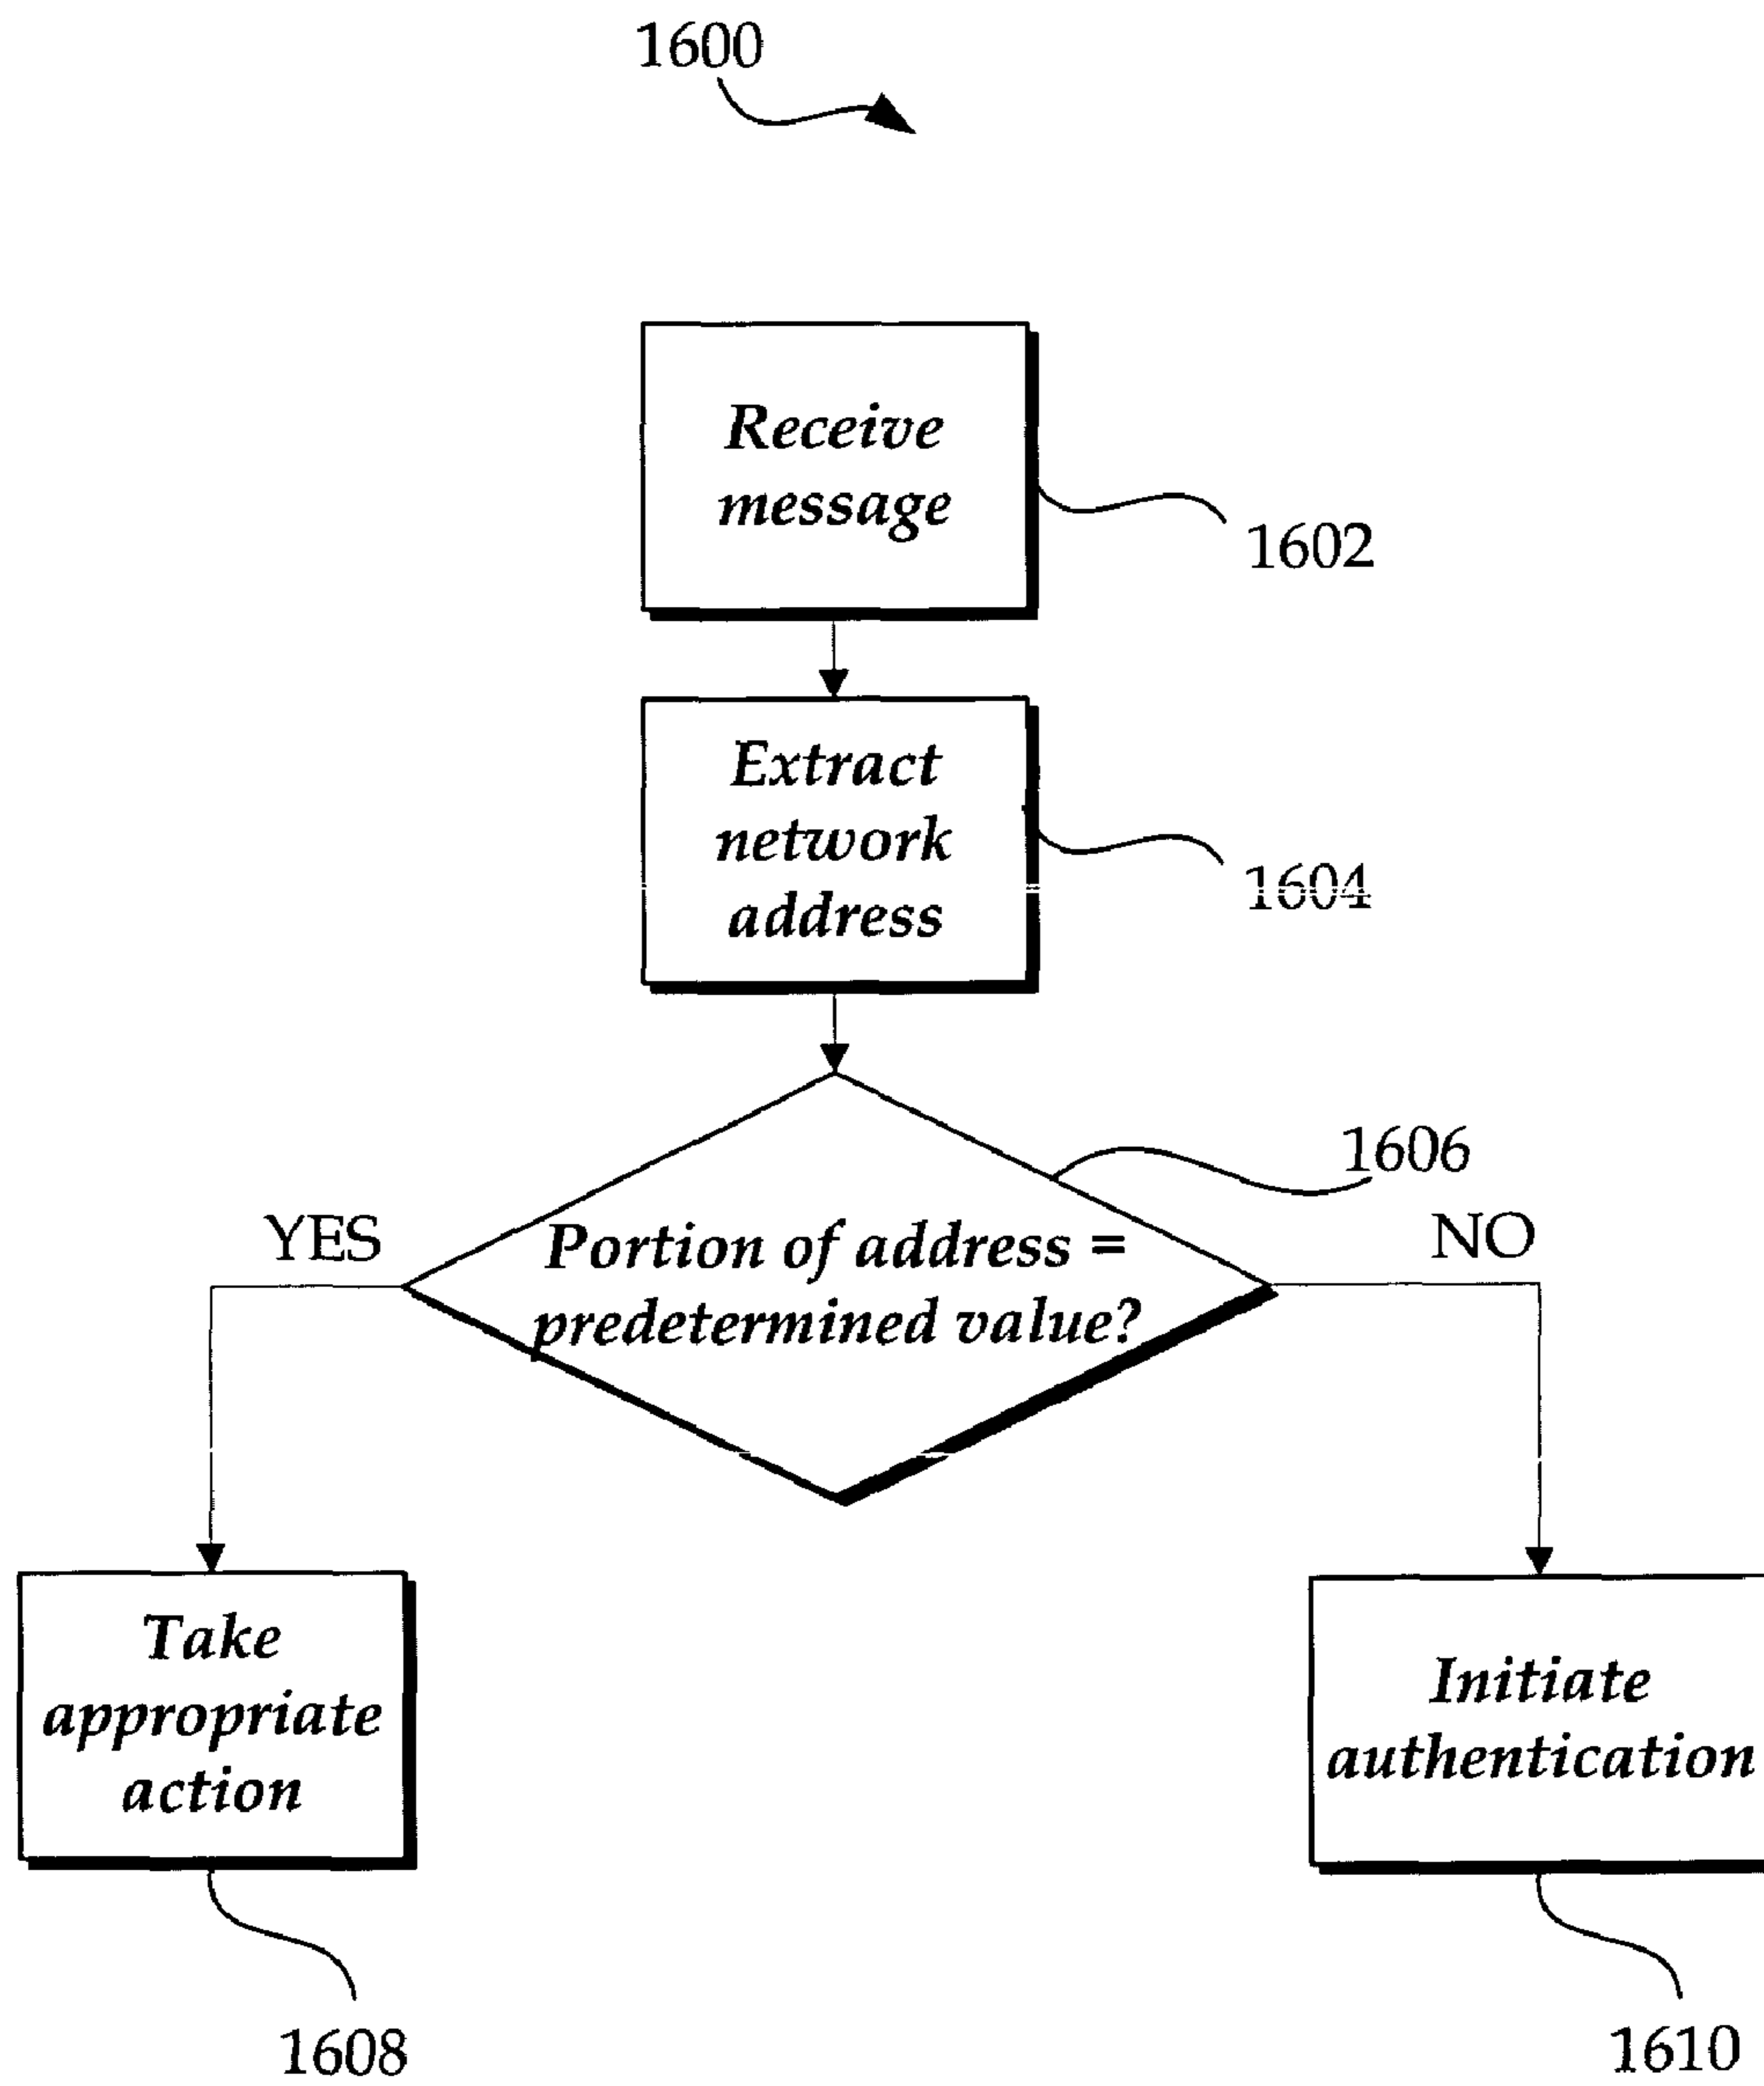 1600
Receive
message
1602
Extract
network
address
1604
1606
YES
NO
Portion of address =
predetermined value?
Take
appropriate
action
Initiate
authentication
1608
1610